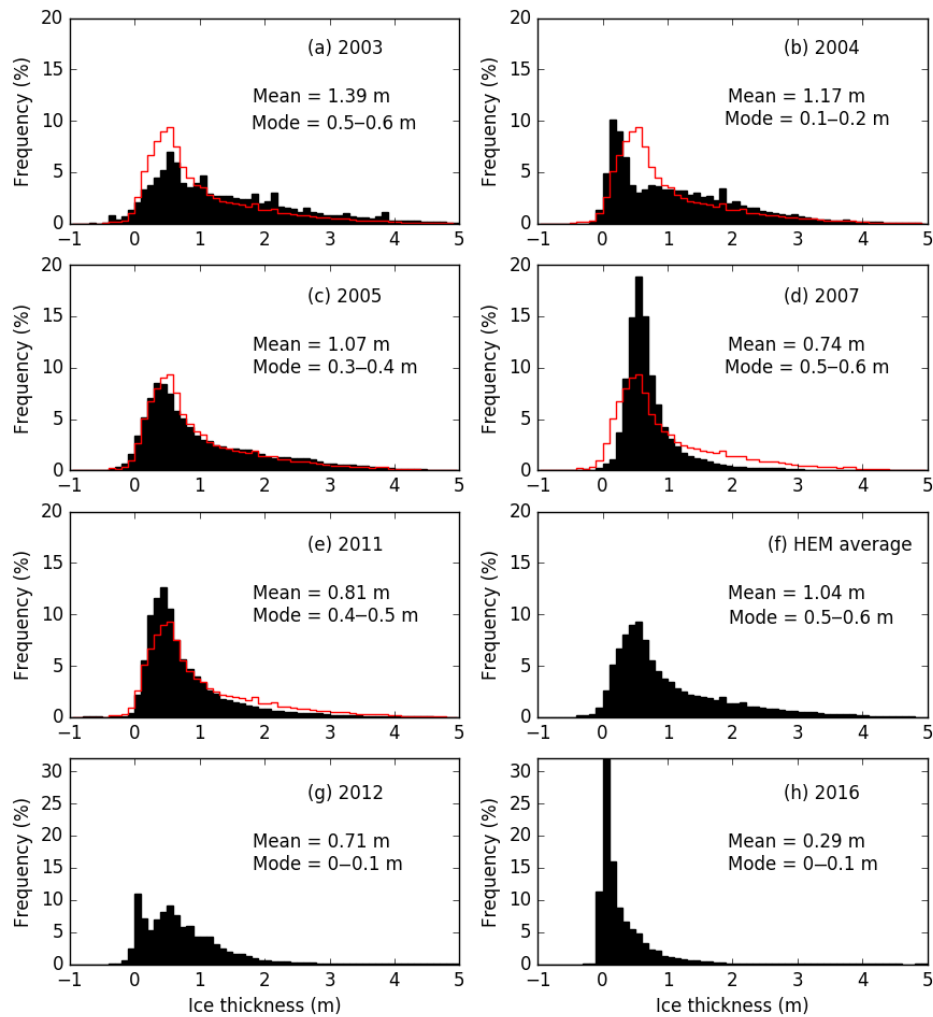 20
15
10
5
0
Frequency (%)
(a) 2003
Mean = 1.39 m
Mode = 0.5–0.6 m
−1 0 1 2 3 4 5
20
15
10
5
0
Frequency (%)
(b) 2004
Mean = 1.17 m
Mode = 0.1–0.2 m
−1 0 1 2 3 4 5
20
15
10
5
0
Frequency (%)
(c) 2005
Mean = 1.07 m
Mode = 0.3–0.4 m
−1 0 1 2 3 4 5
20
15
10
5
0
Frequency (%)
(d) 2007
Mean = 0.74 m
Mode = 0.5–0.6 m
−1 0 1 2 3 4 5
20
15
10
5
0
Frequency (%)
(e) 2011
Mean = 0.81 m
Mode = 0.4–0.5 m
−1 0 1 2 3 4 5
20
15
10
5
0
Frequency (%)
(f) HEM average
Mean = 1.04 m
Mode = 0.5–0.6 m
−1 0 1 2 3 4 5
30
25
20
15
10
5
0
Frequency (%)
(g) 2012
Mean = 0.71 m
Mode = 0–0.1 m
−1 0 1 2 3 4 5
Ice thickness (m)
30
25
20
15
10
5
0
Frequency (%)
(h) 2016
Mean = 0.29 m
Mode = 0–0.1 m
−1 0 1 2 3 4 5
Ice thickness (m)